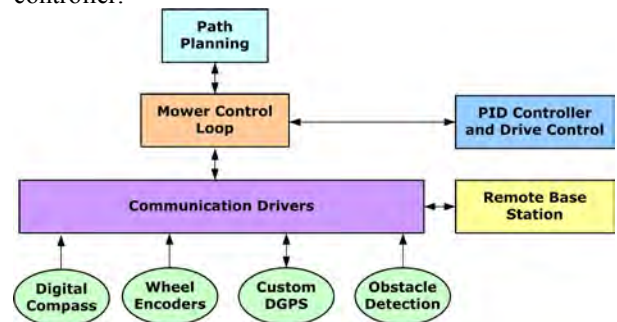 controller.
Path
Planning
Mower Control
Loop
PID Controller
and Drive Control
Communication Drivers
Remote Base
Station
Digital
Compass
Wheel
Encoders
Custom
DGPS
Obstacle
Detection